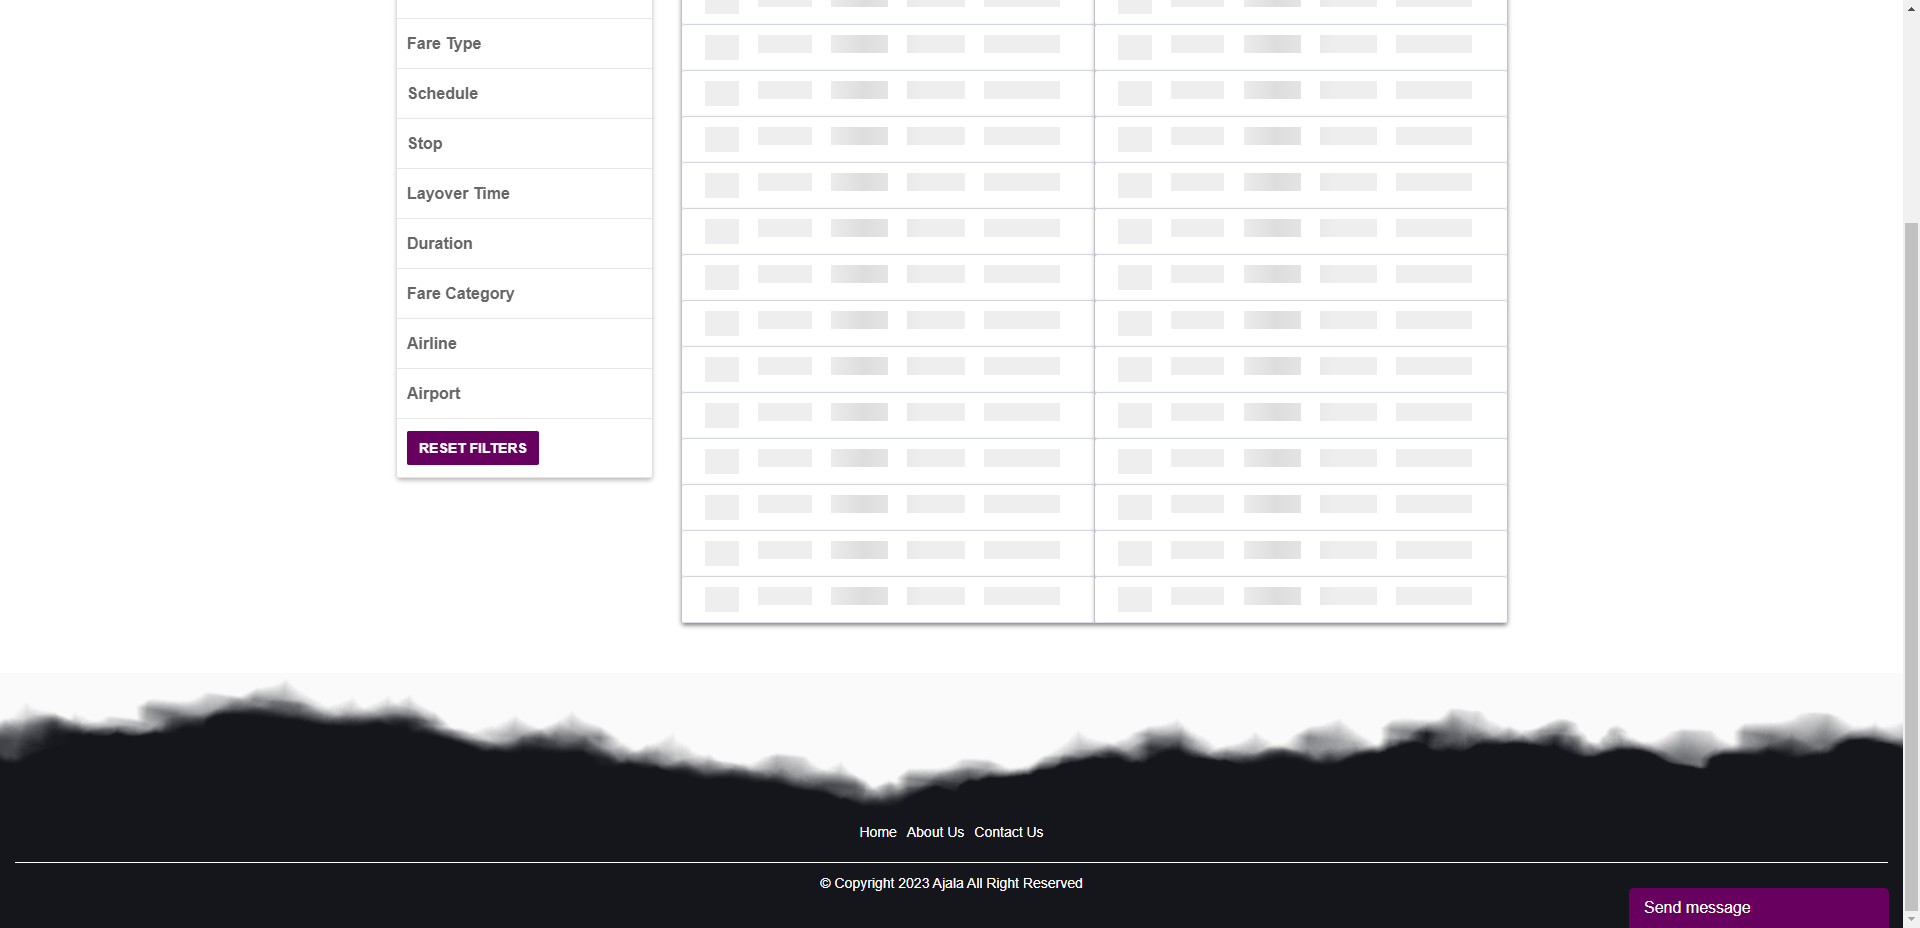 Fare Type
Schedule
Stop
Layover Time
Duration
Fare Category
Airline
Airport
RESET FILTERS
Home About Us Contact Us
© Copyright 2023 Ajala All Right Reserved
Send message